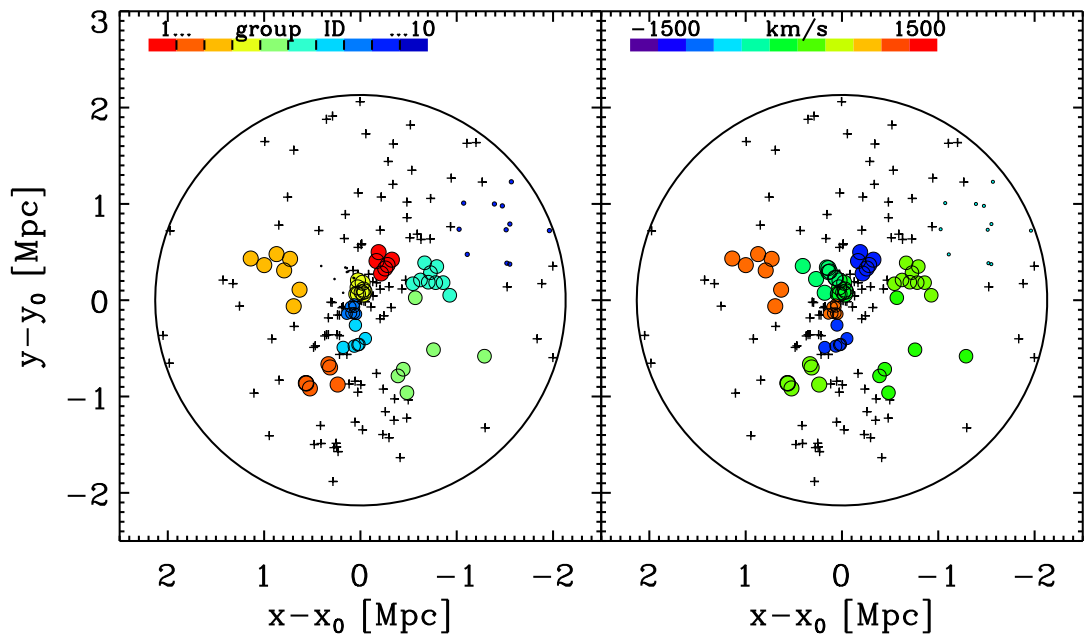 1... group ID ...10
−1500 km/s 1500
3
2
1
0
−1
−2
y−y₀ [Mpc]
2 1 0 −1 −2
2 1 0 −1 −2
x−x₀ [Mpc]
x−x₀ [Mpc]